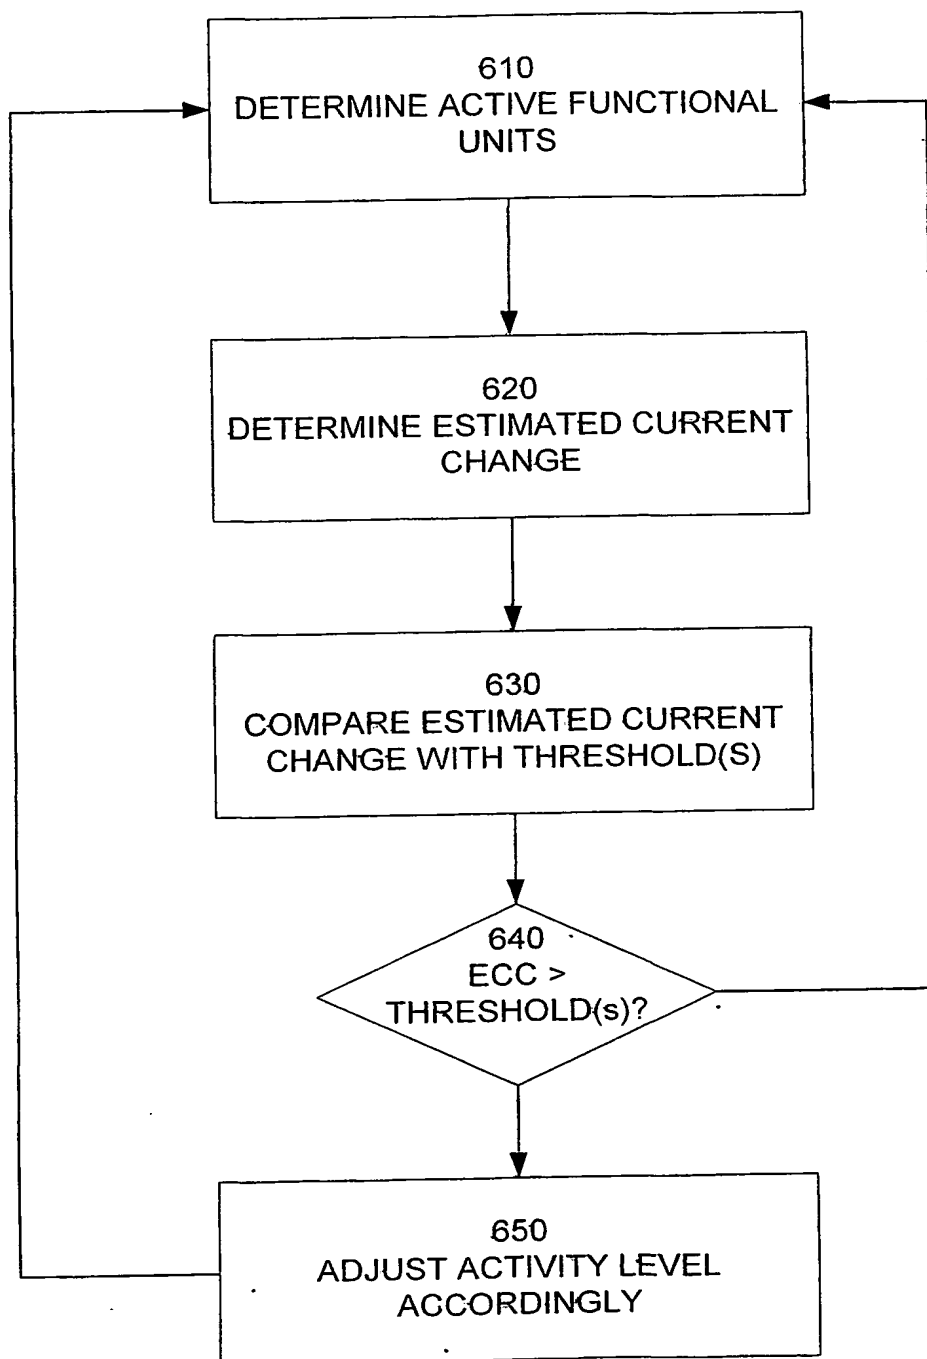 610
DETERMINE ACTIVE FUNCTIONAL
UNITS
620
DETERMINE ESTIMATED CURRENT
CHANGE
630
COMPARE ESTIMATED CURRENT
CHANGE WITH THRESHOLD(S)
640
ECC >
THRESHOLD(s)?
650
ADJUST ACTIVITY LEVEL
ACCORDINGLY